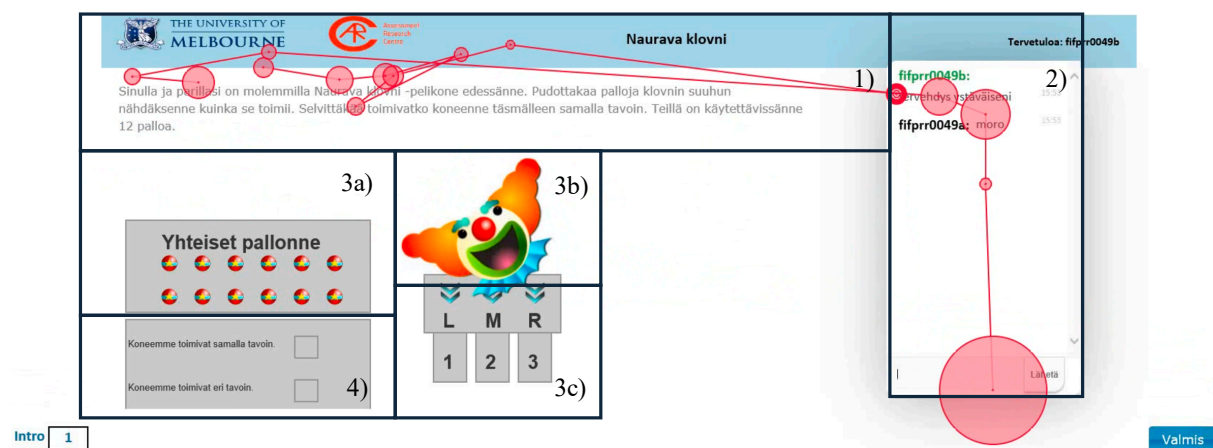 THE UNIVERSITY OF
MELBOURNE
Assessment
Research
Centre
Naurava klovni
Tervetuloa: fifprr0049b
1)
Sinulla ja parillasi on molemmilla Naurava klovni -pelikone edessänne. Pudottakaa palloja klovnin suuhun
nähdäksenne kuinka se toimii. Selvittäkää toimivatko koneenne täsmälleen samalla tavoin. Teillä on käytettävissänne
12 palloa.
2)
fifprr0049b:
Tervehdys ystäväiseni 15:53
fifprr0049a: moro 15:53
Lähetä
3a)
Yhteiset pallonne
3b)
L M R
1 2 3
3c)
Koneemme toimivat samalla tavoin.
Koneemme toimivat eri tavoin.
4)
Intro 1
Valmis